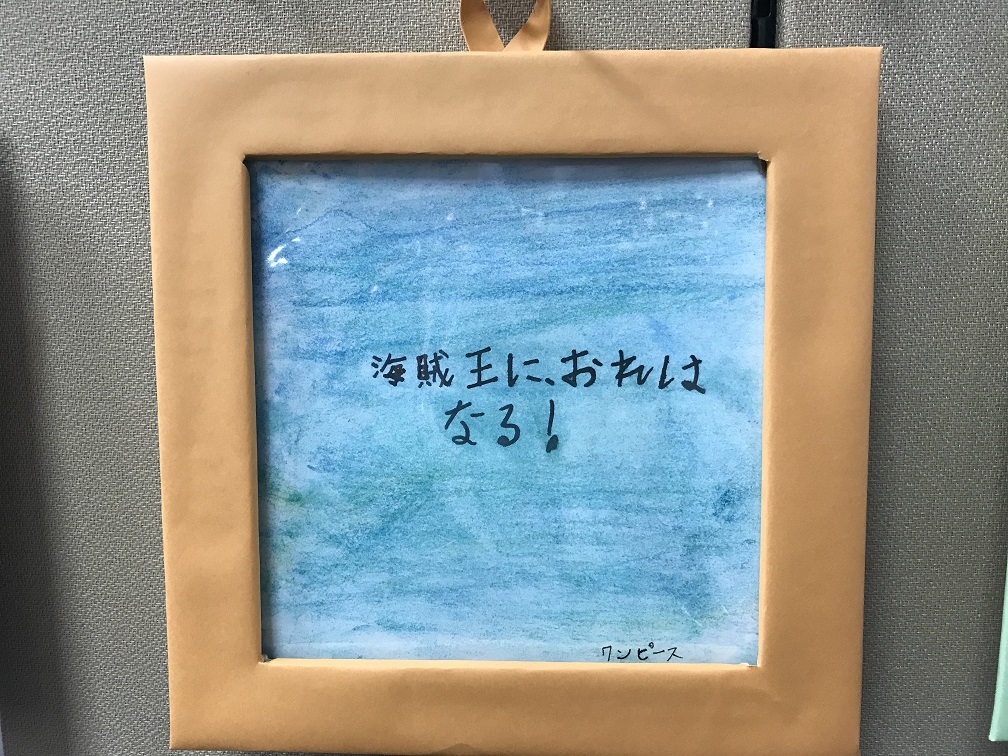 海賊王に、おれは
なる!
ワンピース